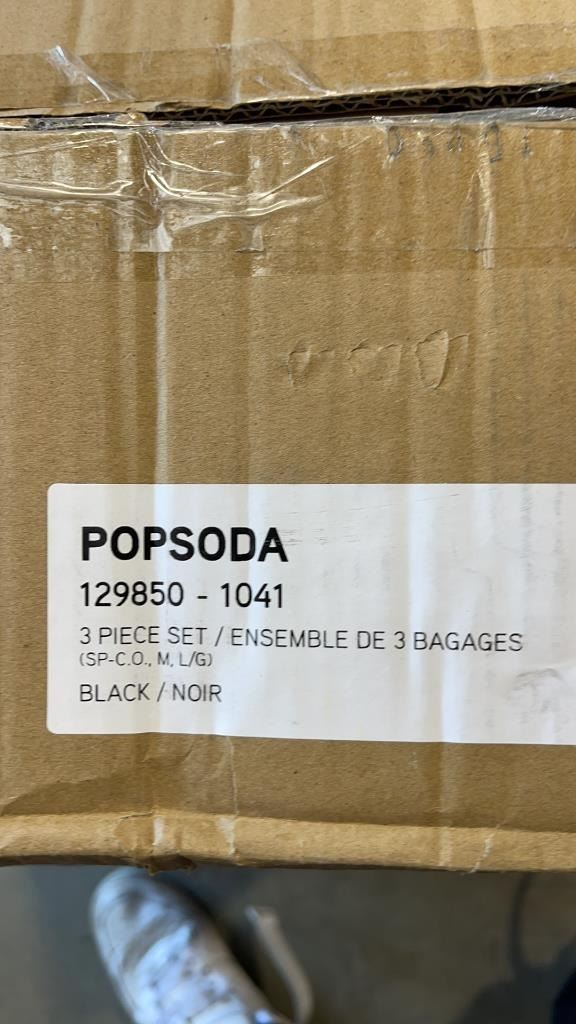 POPSODA
129850 - 1041
3 PIECE SET / ENSEMBLE DE 3 BAGAGES
(SP-C.O., M, L/G)
BLACK / NOIR